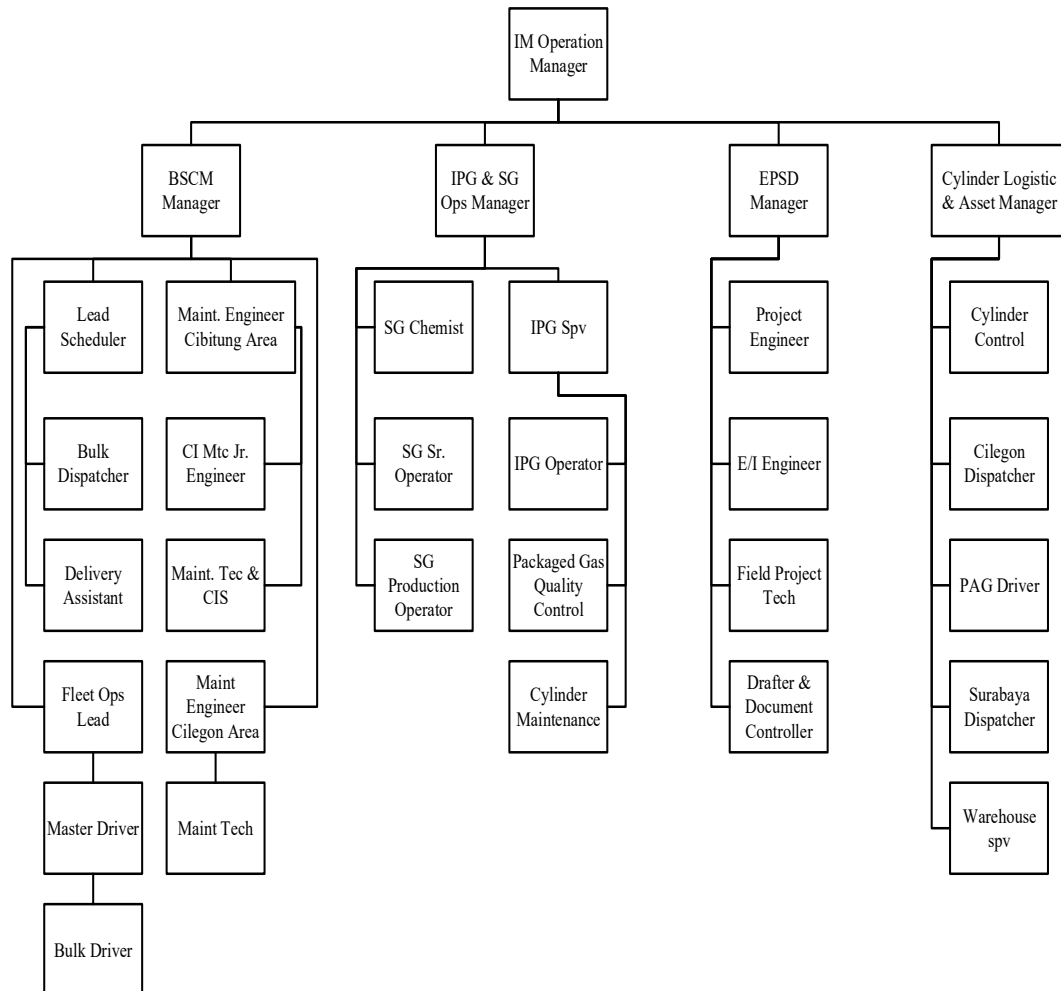 IM Operation
Manager
BSCM
Manager
IPG & SG
Ops Manager
EPSD
Manager
Cylinder Logistic
& Asset Manager
Lead
Scheduler
Maint. Engineer
Cibitung Area
SG Chemist
IPG Spv
Project
Engineer
Cylinder
Control
Bulk
Dispatcher
CI Mtc Jr.
Engineer
SG Sr.
Operator
IPG Operator
E/I Engineer
Cilegon
Dispatcher
Delivery
Assistant
Maint. Tec &
CIS
SG
Production
Operator
Packaged Gas
Quality
Control
Field Project
Tech
PAG Driver
Fleet Ops
Lead
Maint
Engineer
Cilegon Area
Cylinder
Maintenance
Drafter &
Document
Controller
Surabaya
Dispatcher
Master Driver
Maint Tech
Warehouse
spv
Bulk Driver